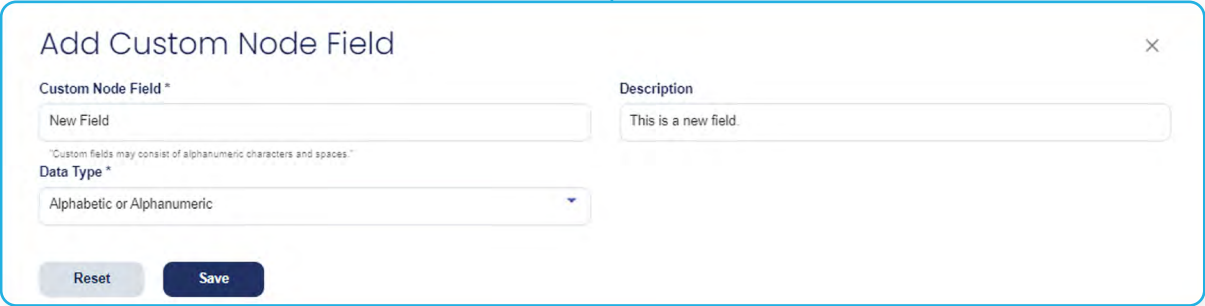 Add Custom Node Field
Custom Node Field *
Description
New Field
This is a new field.
"Custom fields may consist of alphanumeric characters and spaces."
Data Type *
Alphabetic or Alphanumeric
Reset
Save